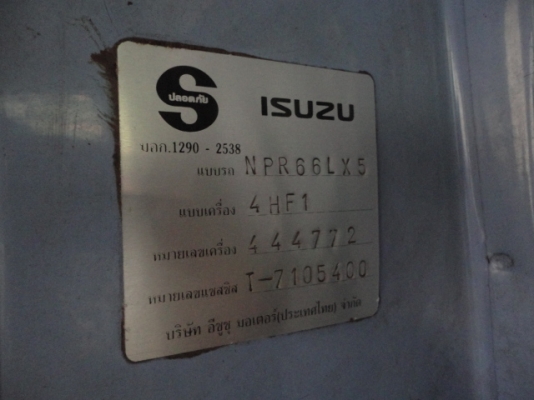 S
ปลอดภัย
ISUZU
มอก.1290 - 2538
แบบรถ NPR66LX5
แบบเครื่อง 4HF1
หมายเลขเครื่อง 444772
หมายเลขแชสซิส T-7105400
บริษัท อีซูซุ มอเตอร์(ประเทศไทย) จำกัด